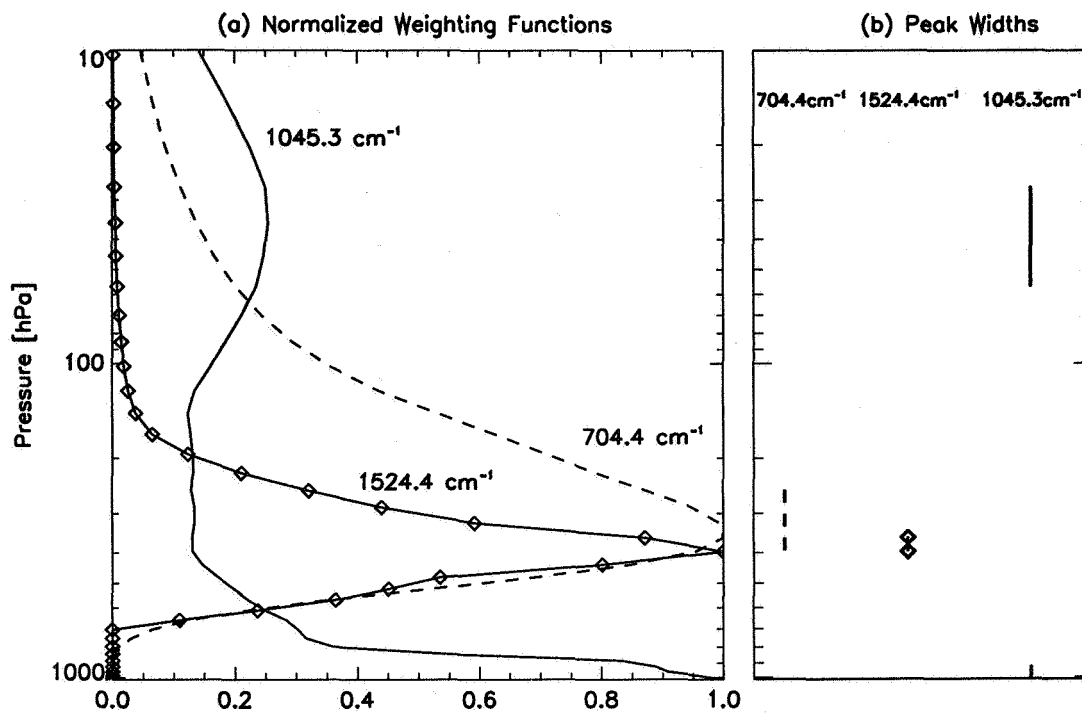 (a) Normalized Weighting Functions
(b) Peak Widths
10
704.4cm⁻¹ 1524.4cm⁻¹ 1045.3cm⁻¹
1045.3 cm⁻¹
Pressure [hPa]
100
704.4 cm⁻¹
1524.4 cm⁻¹
1000
0.0 0.2 0.4 0.6 0.8 1.0